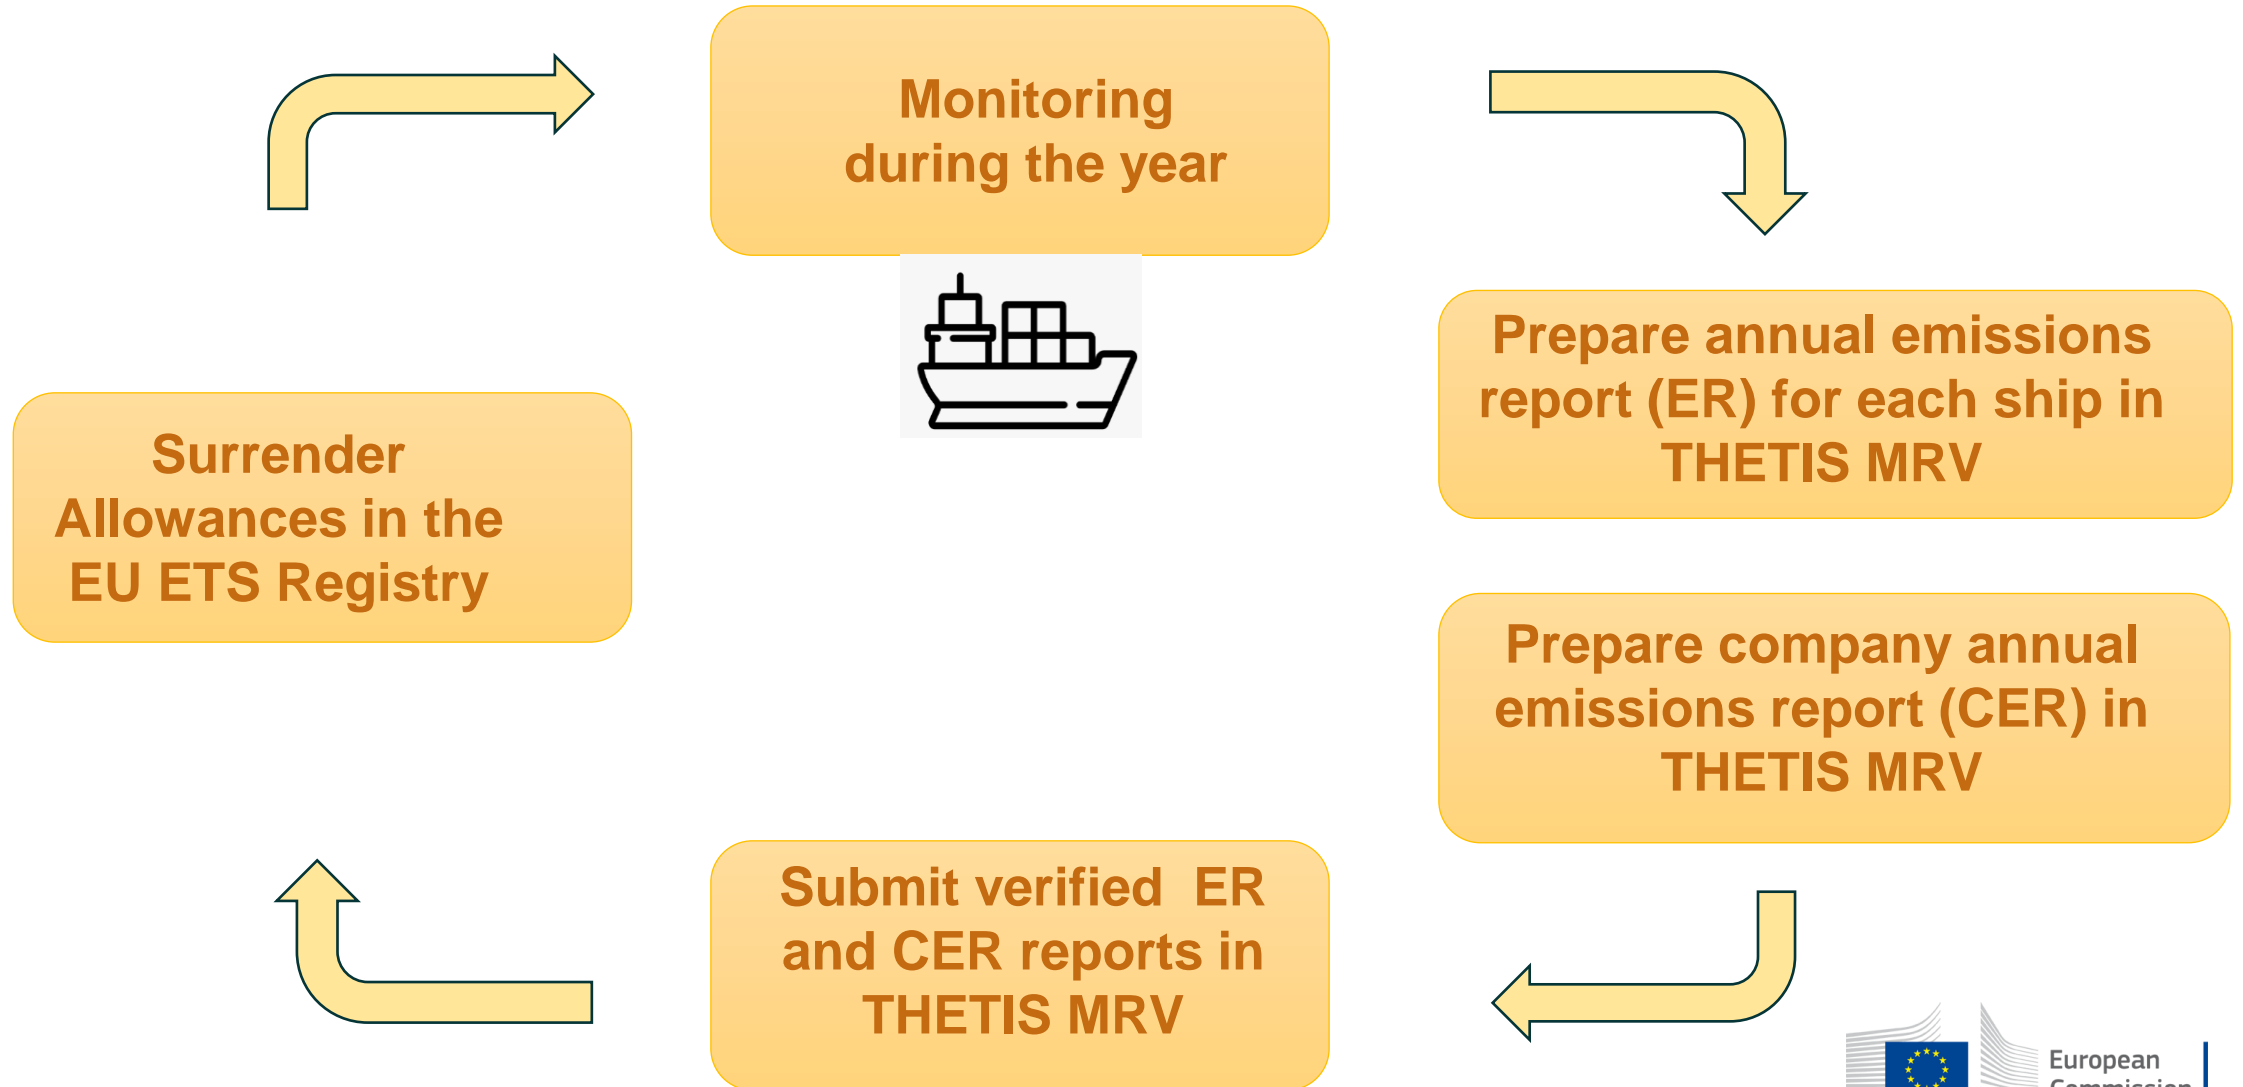 Monitoring
during the year
Prepare annual emissions
report (ER) for each ship in
THETIS MRV
Surrender
Allowances in the
EU ETS Registry
Prepare company annual
emissions report (CER) in
THETIS MRV
Submit verified ER
and CER reports in
THETIS MRV
European
Commission